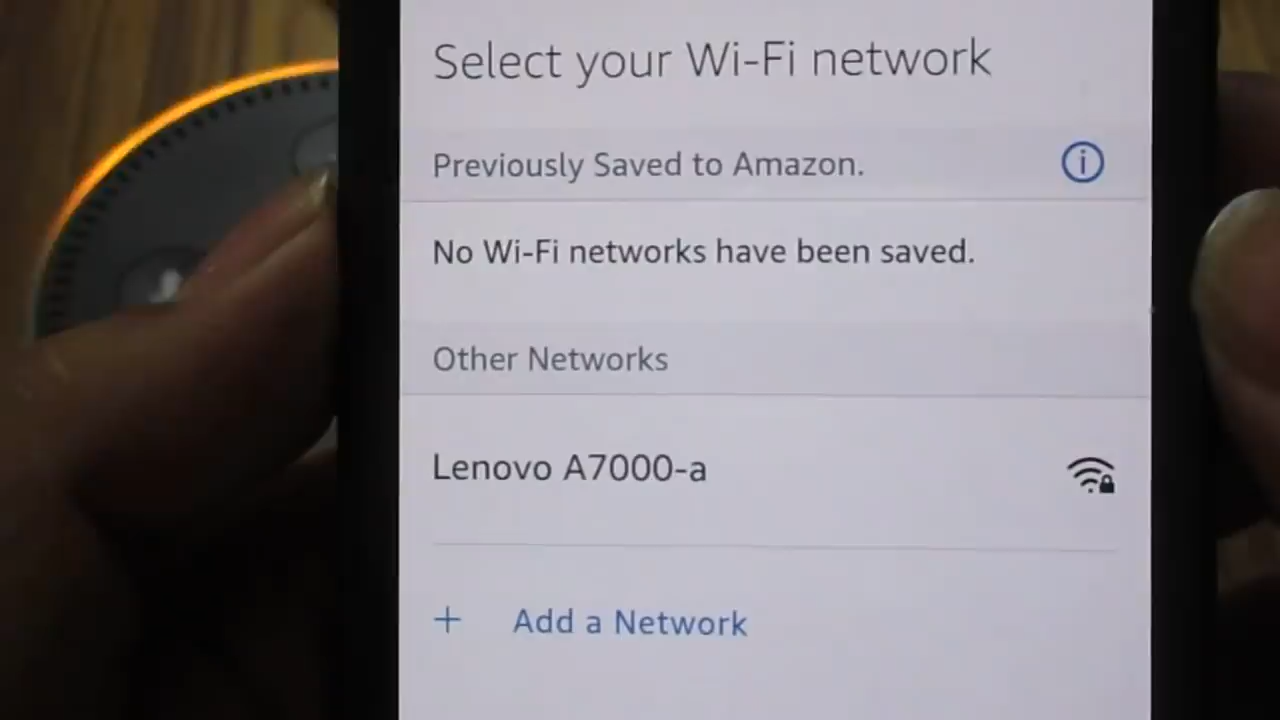 Select your Wi-Fi network
Previously Saved to Amazon.
No Wi-Fi networks have been saved.
Other Networks
Lenovo A7000-a
+ Add a Network